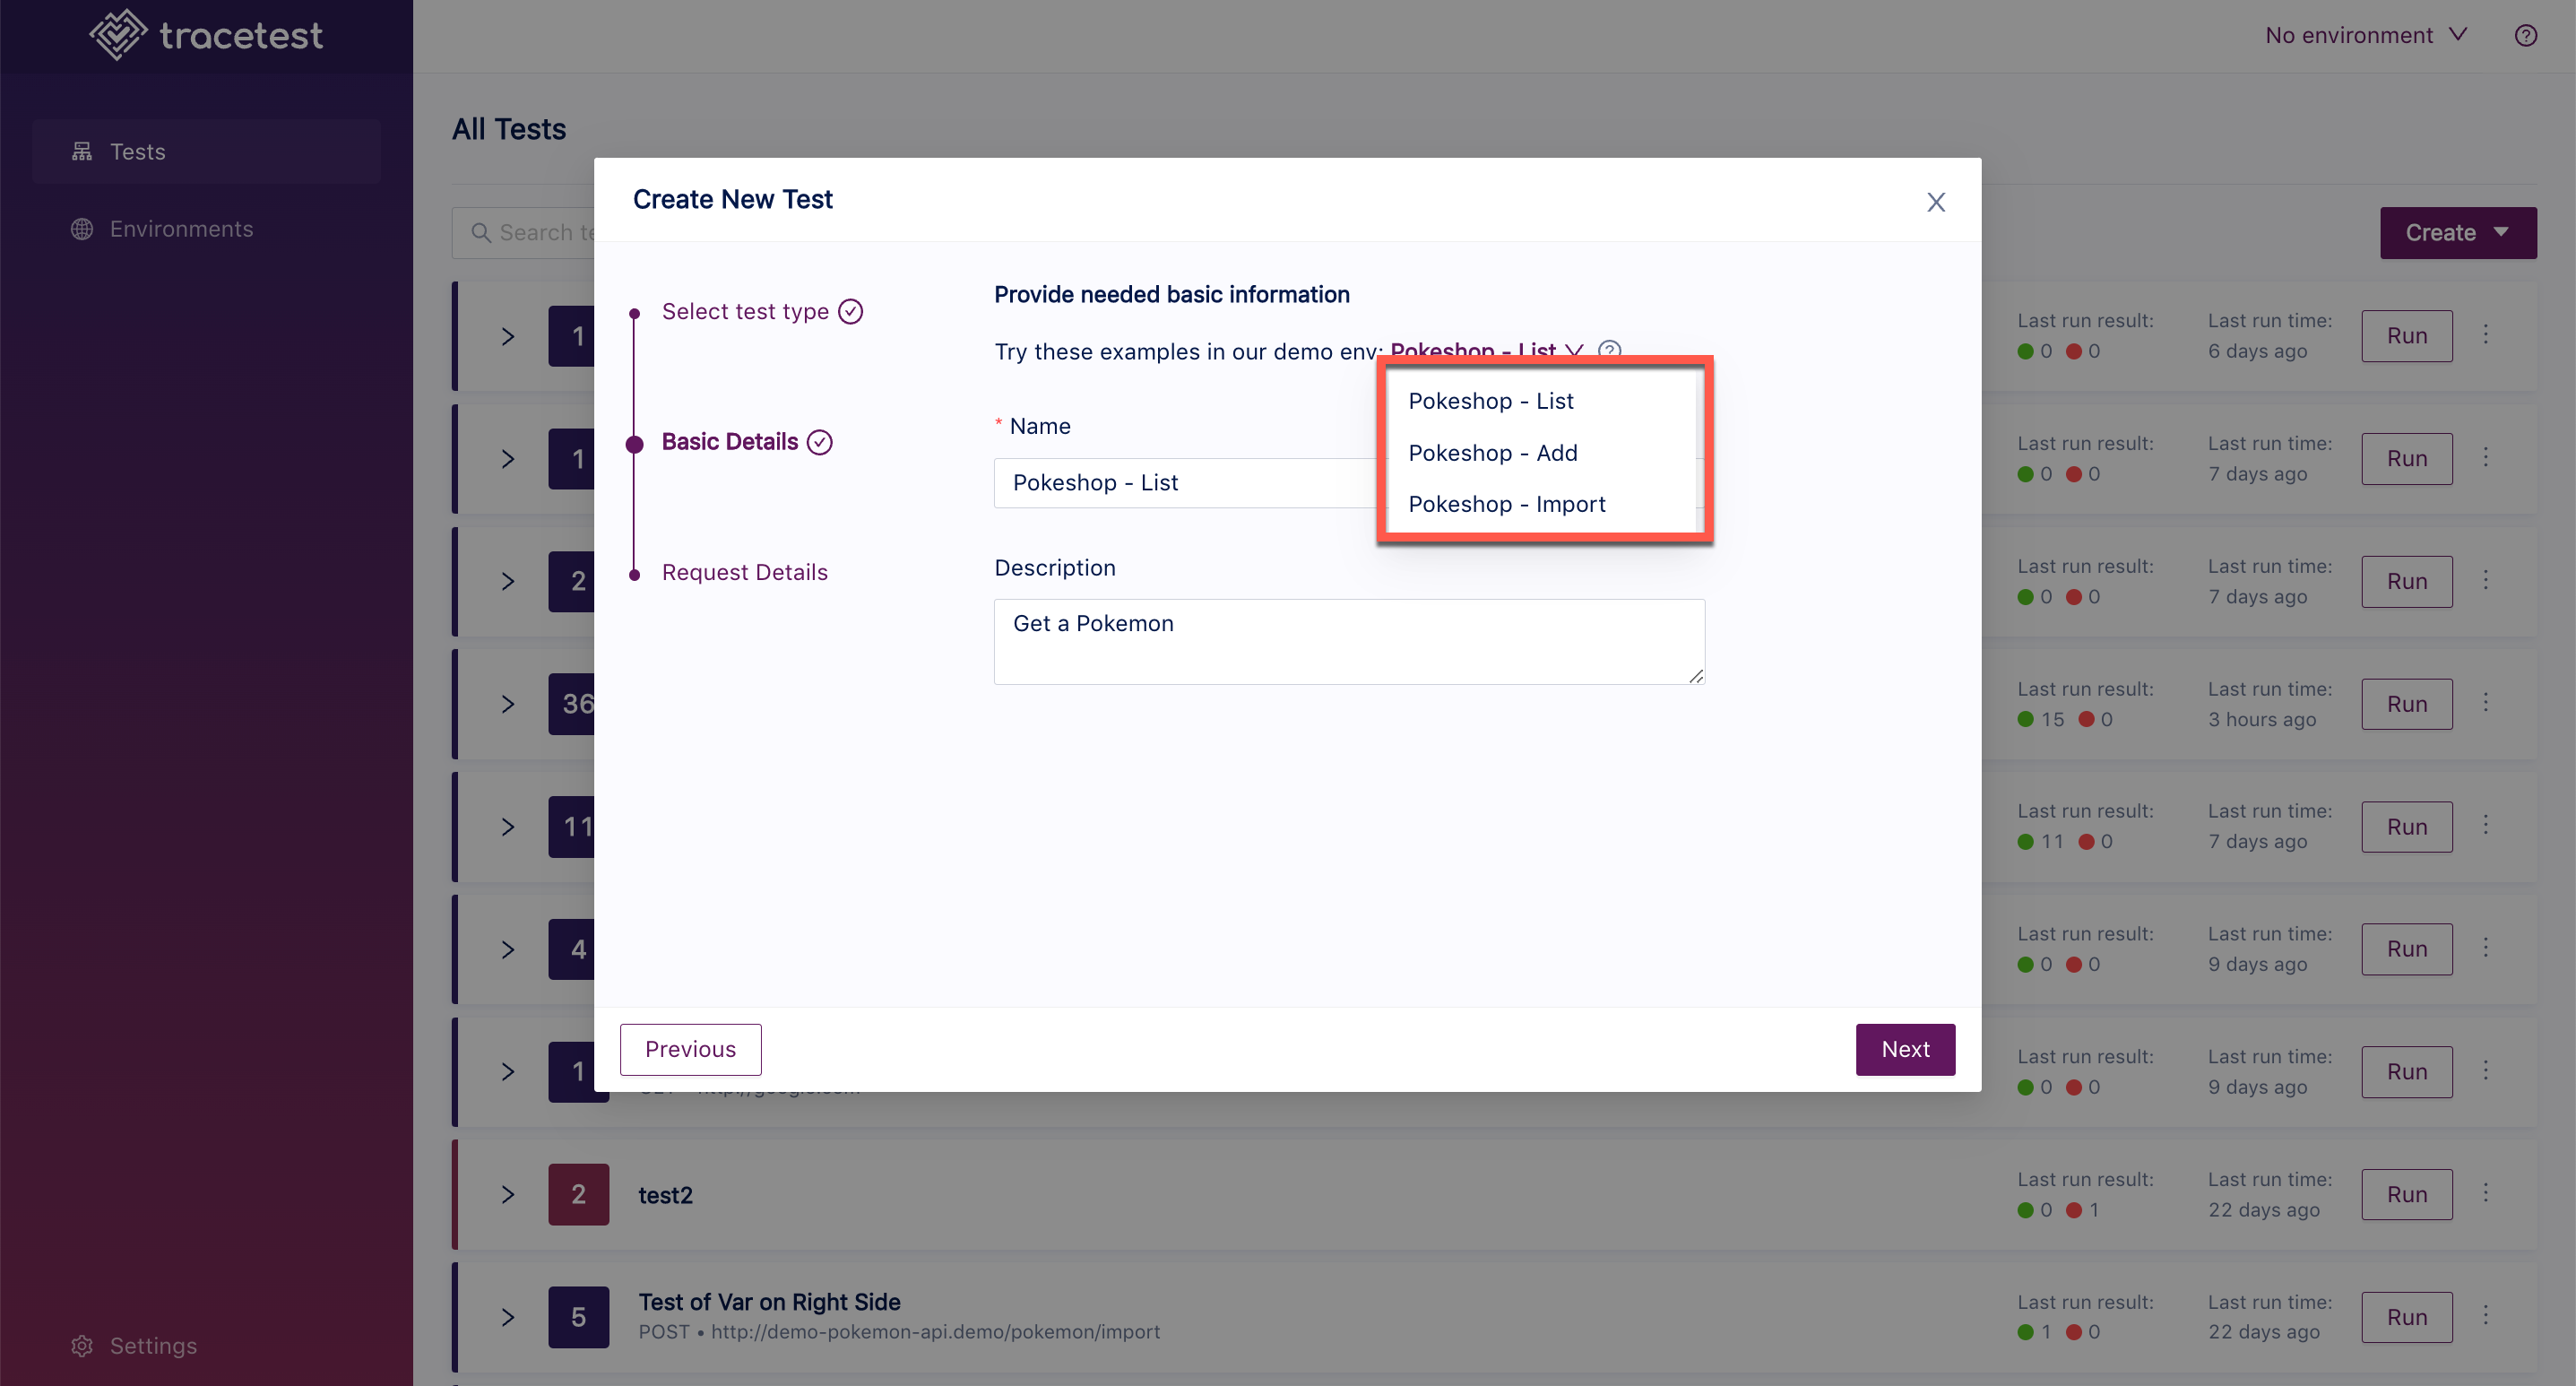 tracetest
No environment
Tests
Environments
Settings
All Tests
Search
Create
Create New Test
Select test type
Basic Details
Request Details
Provide needed basic information
Try these examples in our demo env: Pokeshop - List
Pokeshop - List
Pokeshop - Add
Pokeshop - Import
* Name
Pokeshop - List
Description
Get a Pokemon
Previous
Next
1
Last run result:
0 0
Last run time:
6 days ago
Run
1
Last run result:
0 0
Last run time:
7 days ago
Run
2
Last run result:
0 0
Last run time:
7 days ago
Run
36
Last run result:
15 0
Last run time:
3 hours ago
Run
11
Last run result:
11 0
Last run time:
7 days ago
Run
4
Last run result:
0 0
Last run time:
9 days ago
Run
1
Last run result:
0 0
Last run time:
9 days ago
Run
2
test2
Last run result:
0 1
Last run time:
22 days ago
Run
5
Test of Var on Right Side
POST • http://demo-pokemon-api.demo/pokemon/import
Last run result:
1 0
Last run time:
22 days ago
Run